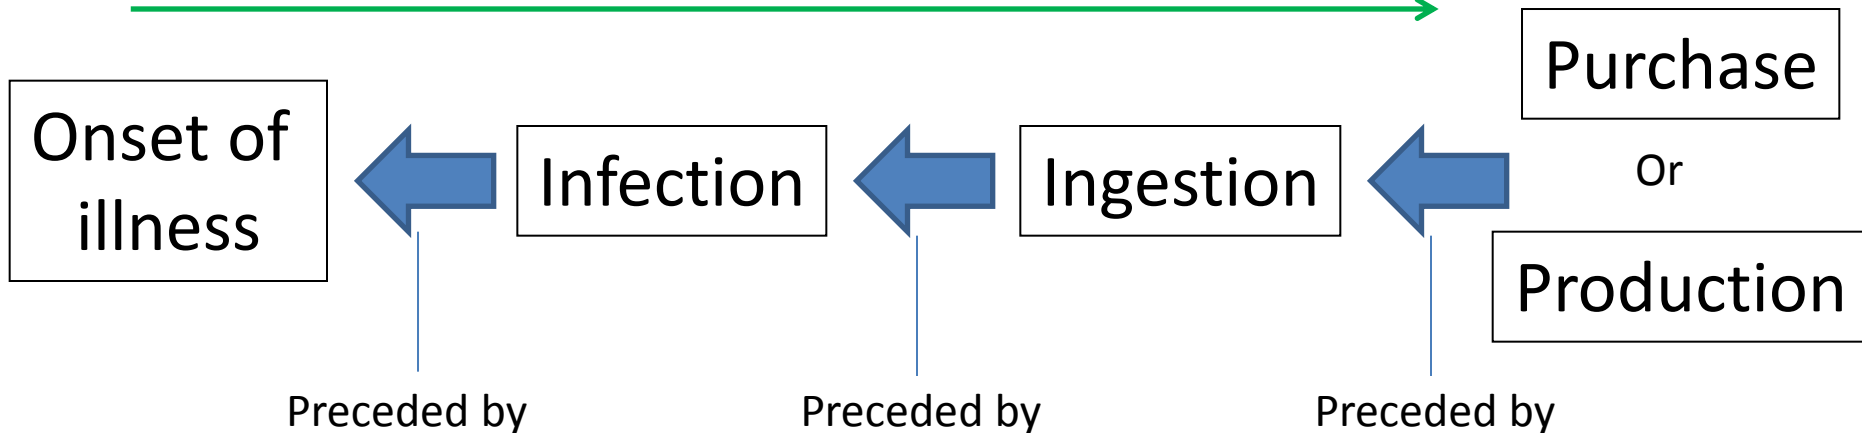 Onset of
illness
Infection
Ingestion
Purchase
Or
Production
Preceded by
Preceded by
Preceded by